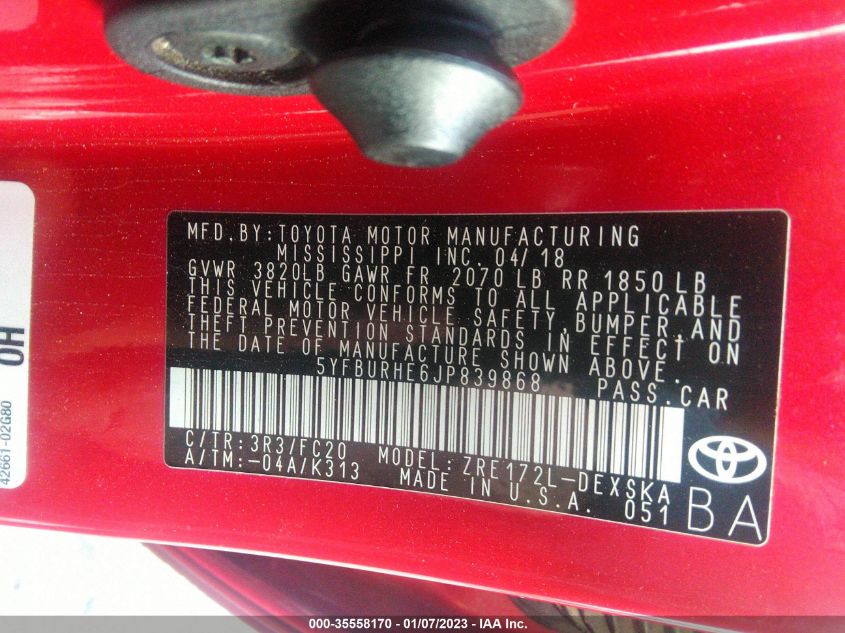 MFD.BY:TOYOTA MOTOR MANUFACTURING
MISSISSIPPI INC. 04/18
GVWR 3820LB GAWR FR 2070 LB RR 1850LB
THIS VEHICLE CONFORMS TO ALL APPLICABLE
FEDERAL MOTOR VEHICLE SAFETY,BUMPER,AND
THEFT PREVENTION STANDARDS IN EFFECT ON
THE DATE OF MANUFACTURE SHOWN ABOVE.
5YFBURHE6JP839868 PASS.CAR
C/TR:3R3/FC20 MODEL:ZRE172L-DEXSKA
A/TM:-04A/K313 MADE IN U.S.A. 051
BA
OH
42661-02G80
000-35558170 — 01/07/2023 - IAA Inc.